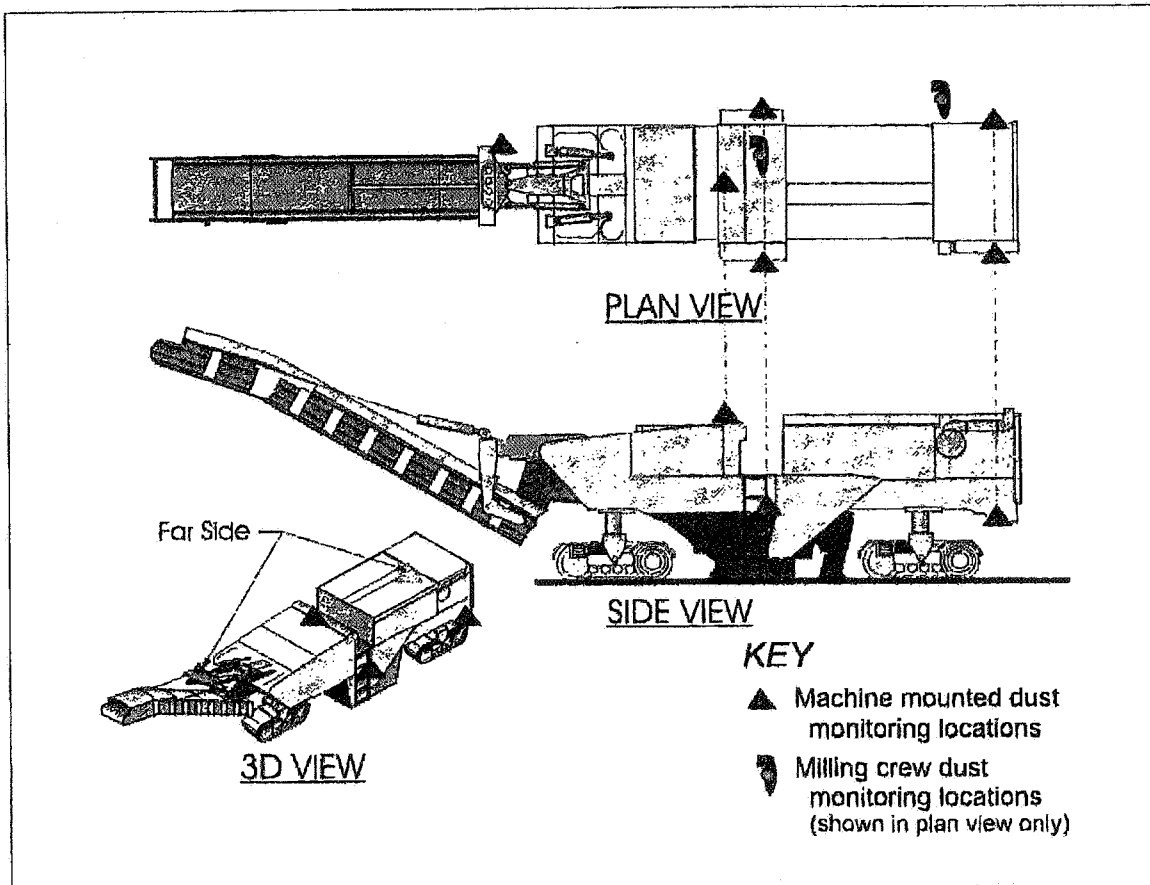 PLAN VIEW
Far Side
SIDE VIEW
3D VIEW
KEY
Machine mounted dust
monitoring locations
Milling crew dust
monitoring locations
(shown in plan view only)